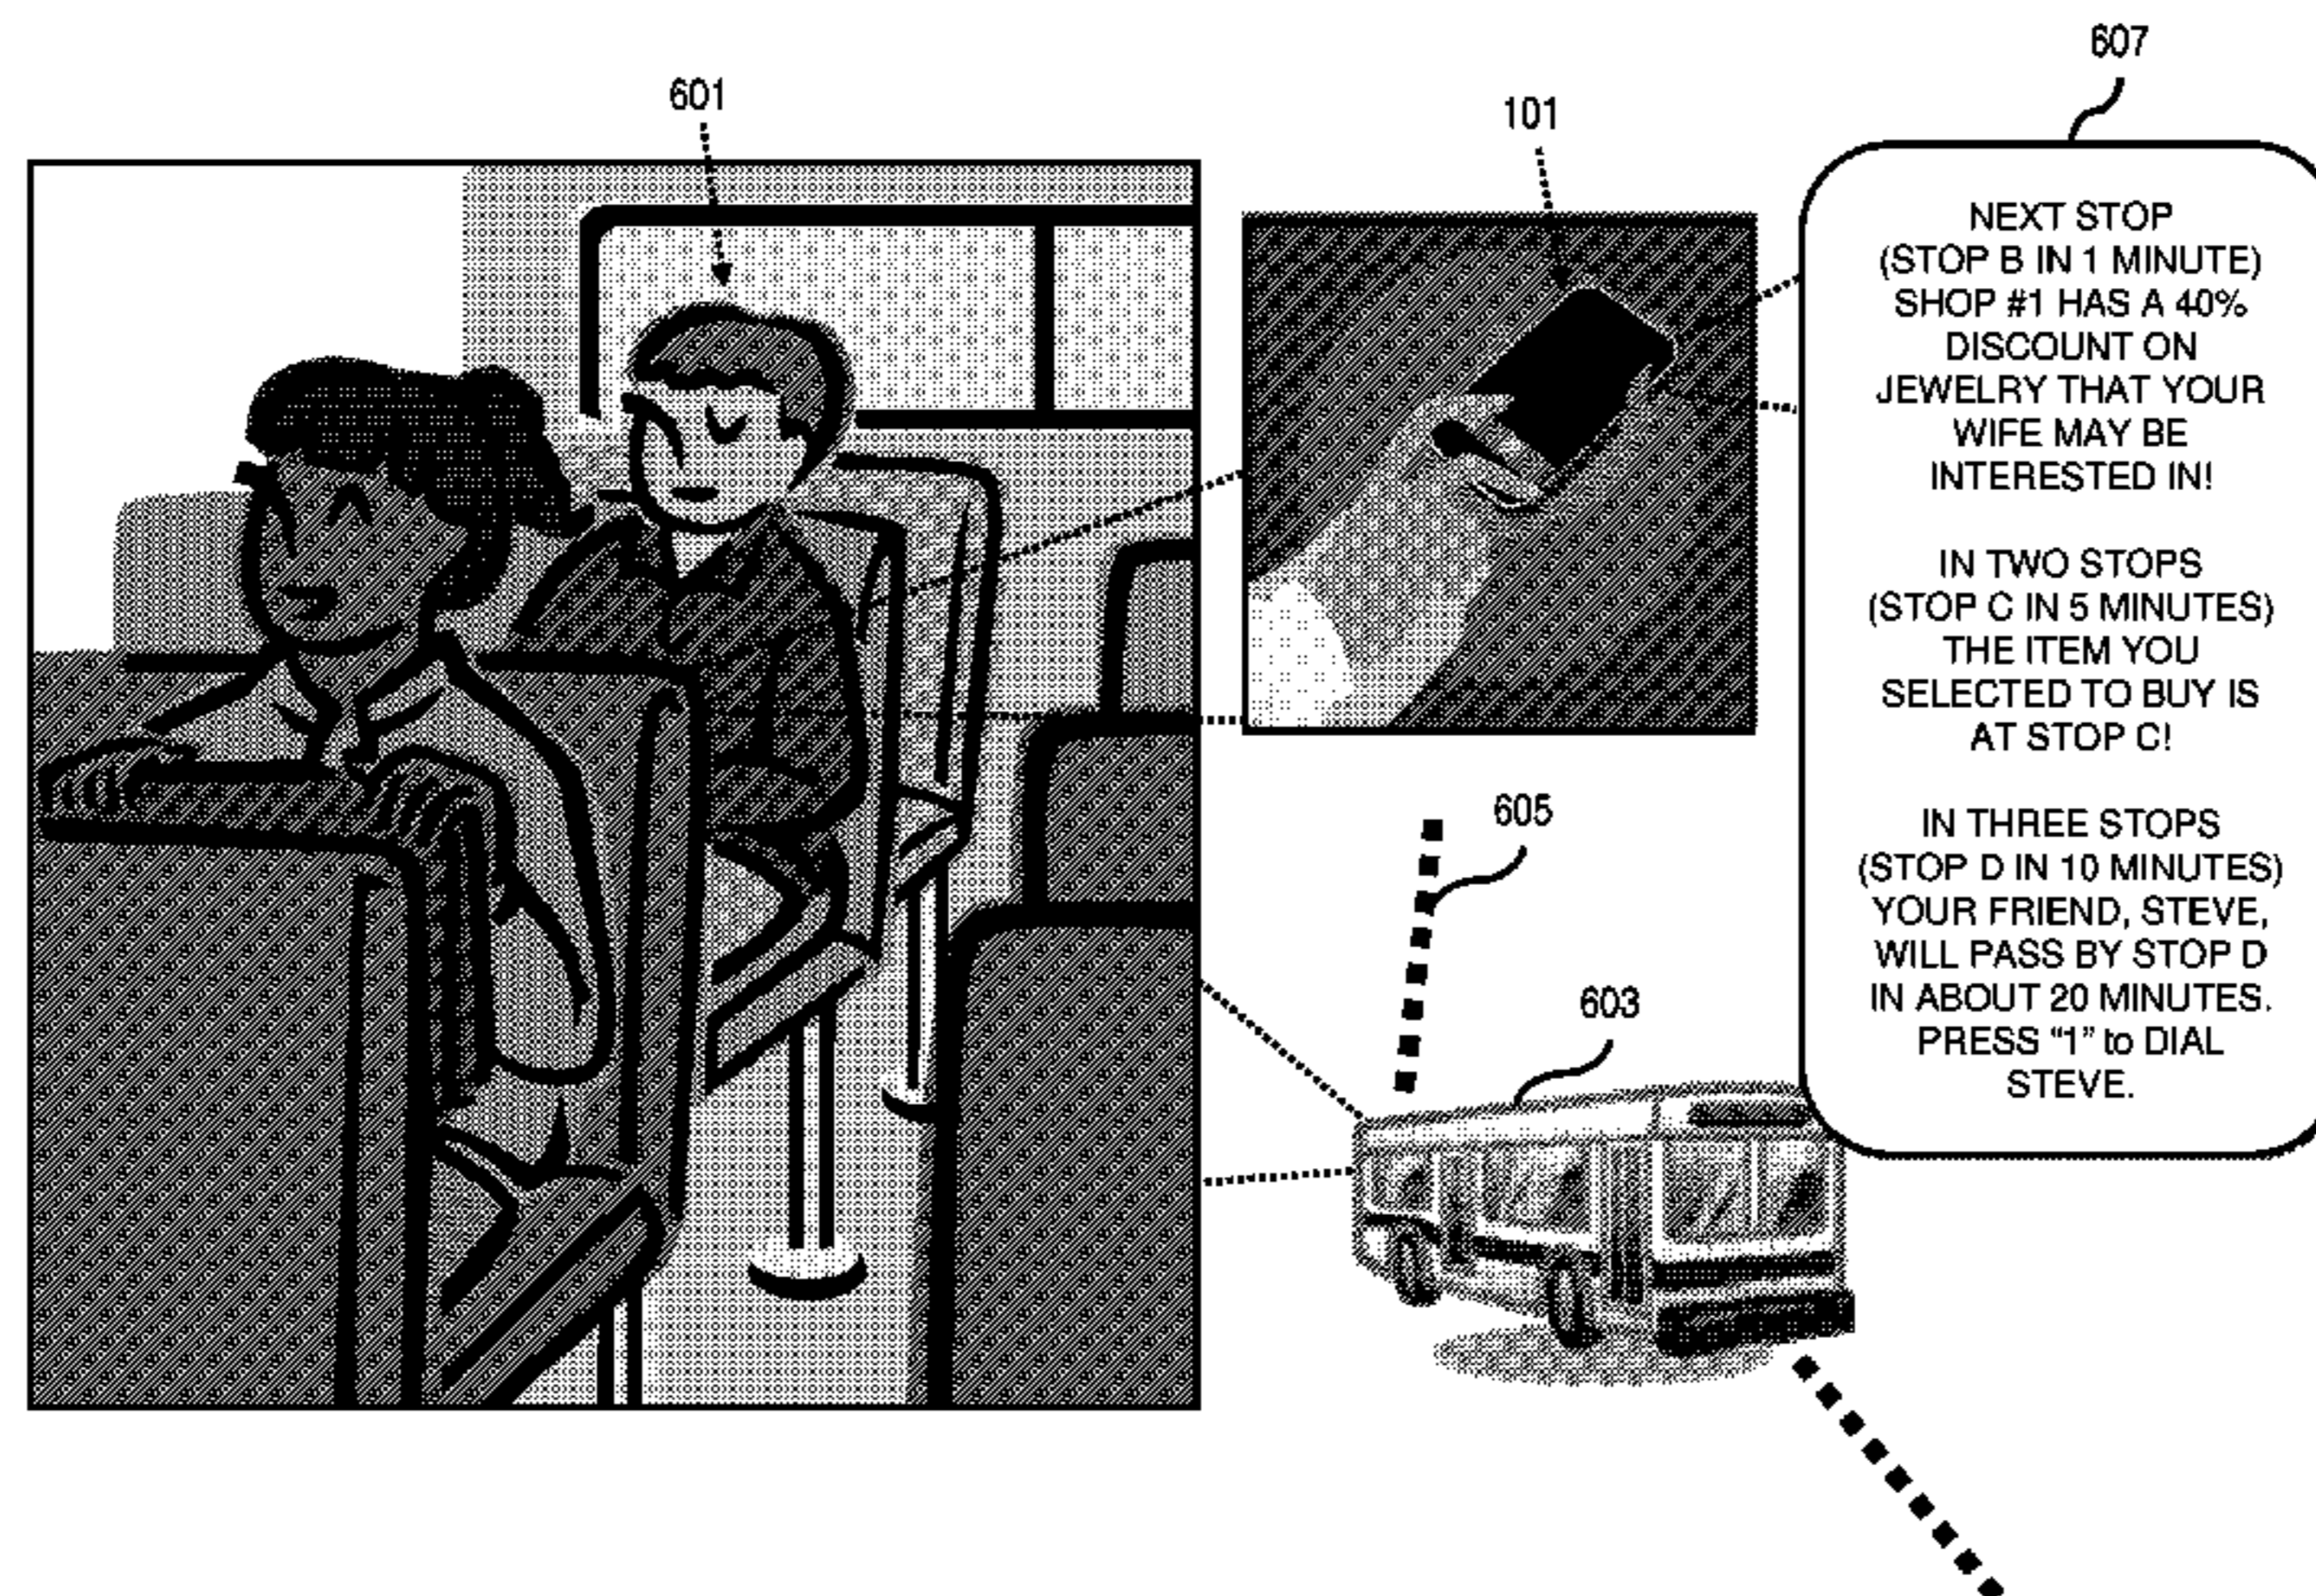 607
601
101
NEXT STOP
(STOP B IN 1 MINUTE)
SHOP #1 HAS A 40%
DISCOUNT ON
JEWELRY THAT YOUR
WIFE MAY BE
INTERESTED IN!
IN TWO STOPS
(STOP C IN 5 MINUTES)
THE ITEM YOU
SELECTED TO BUY IS
AT STOP C!
IN THREE STOPS
(STOP D IN 10 MINUTES)
YOUR FRIEND, STEVE,
WILL PASS BY STOP D
IN ABOUT 20 MINUTES.
PRESS “1” to DIAL
STEVE.
605
603